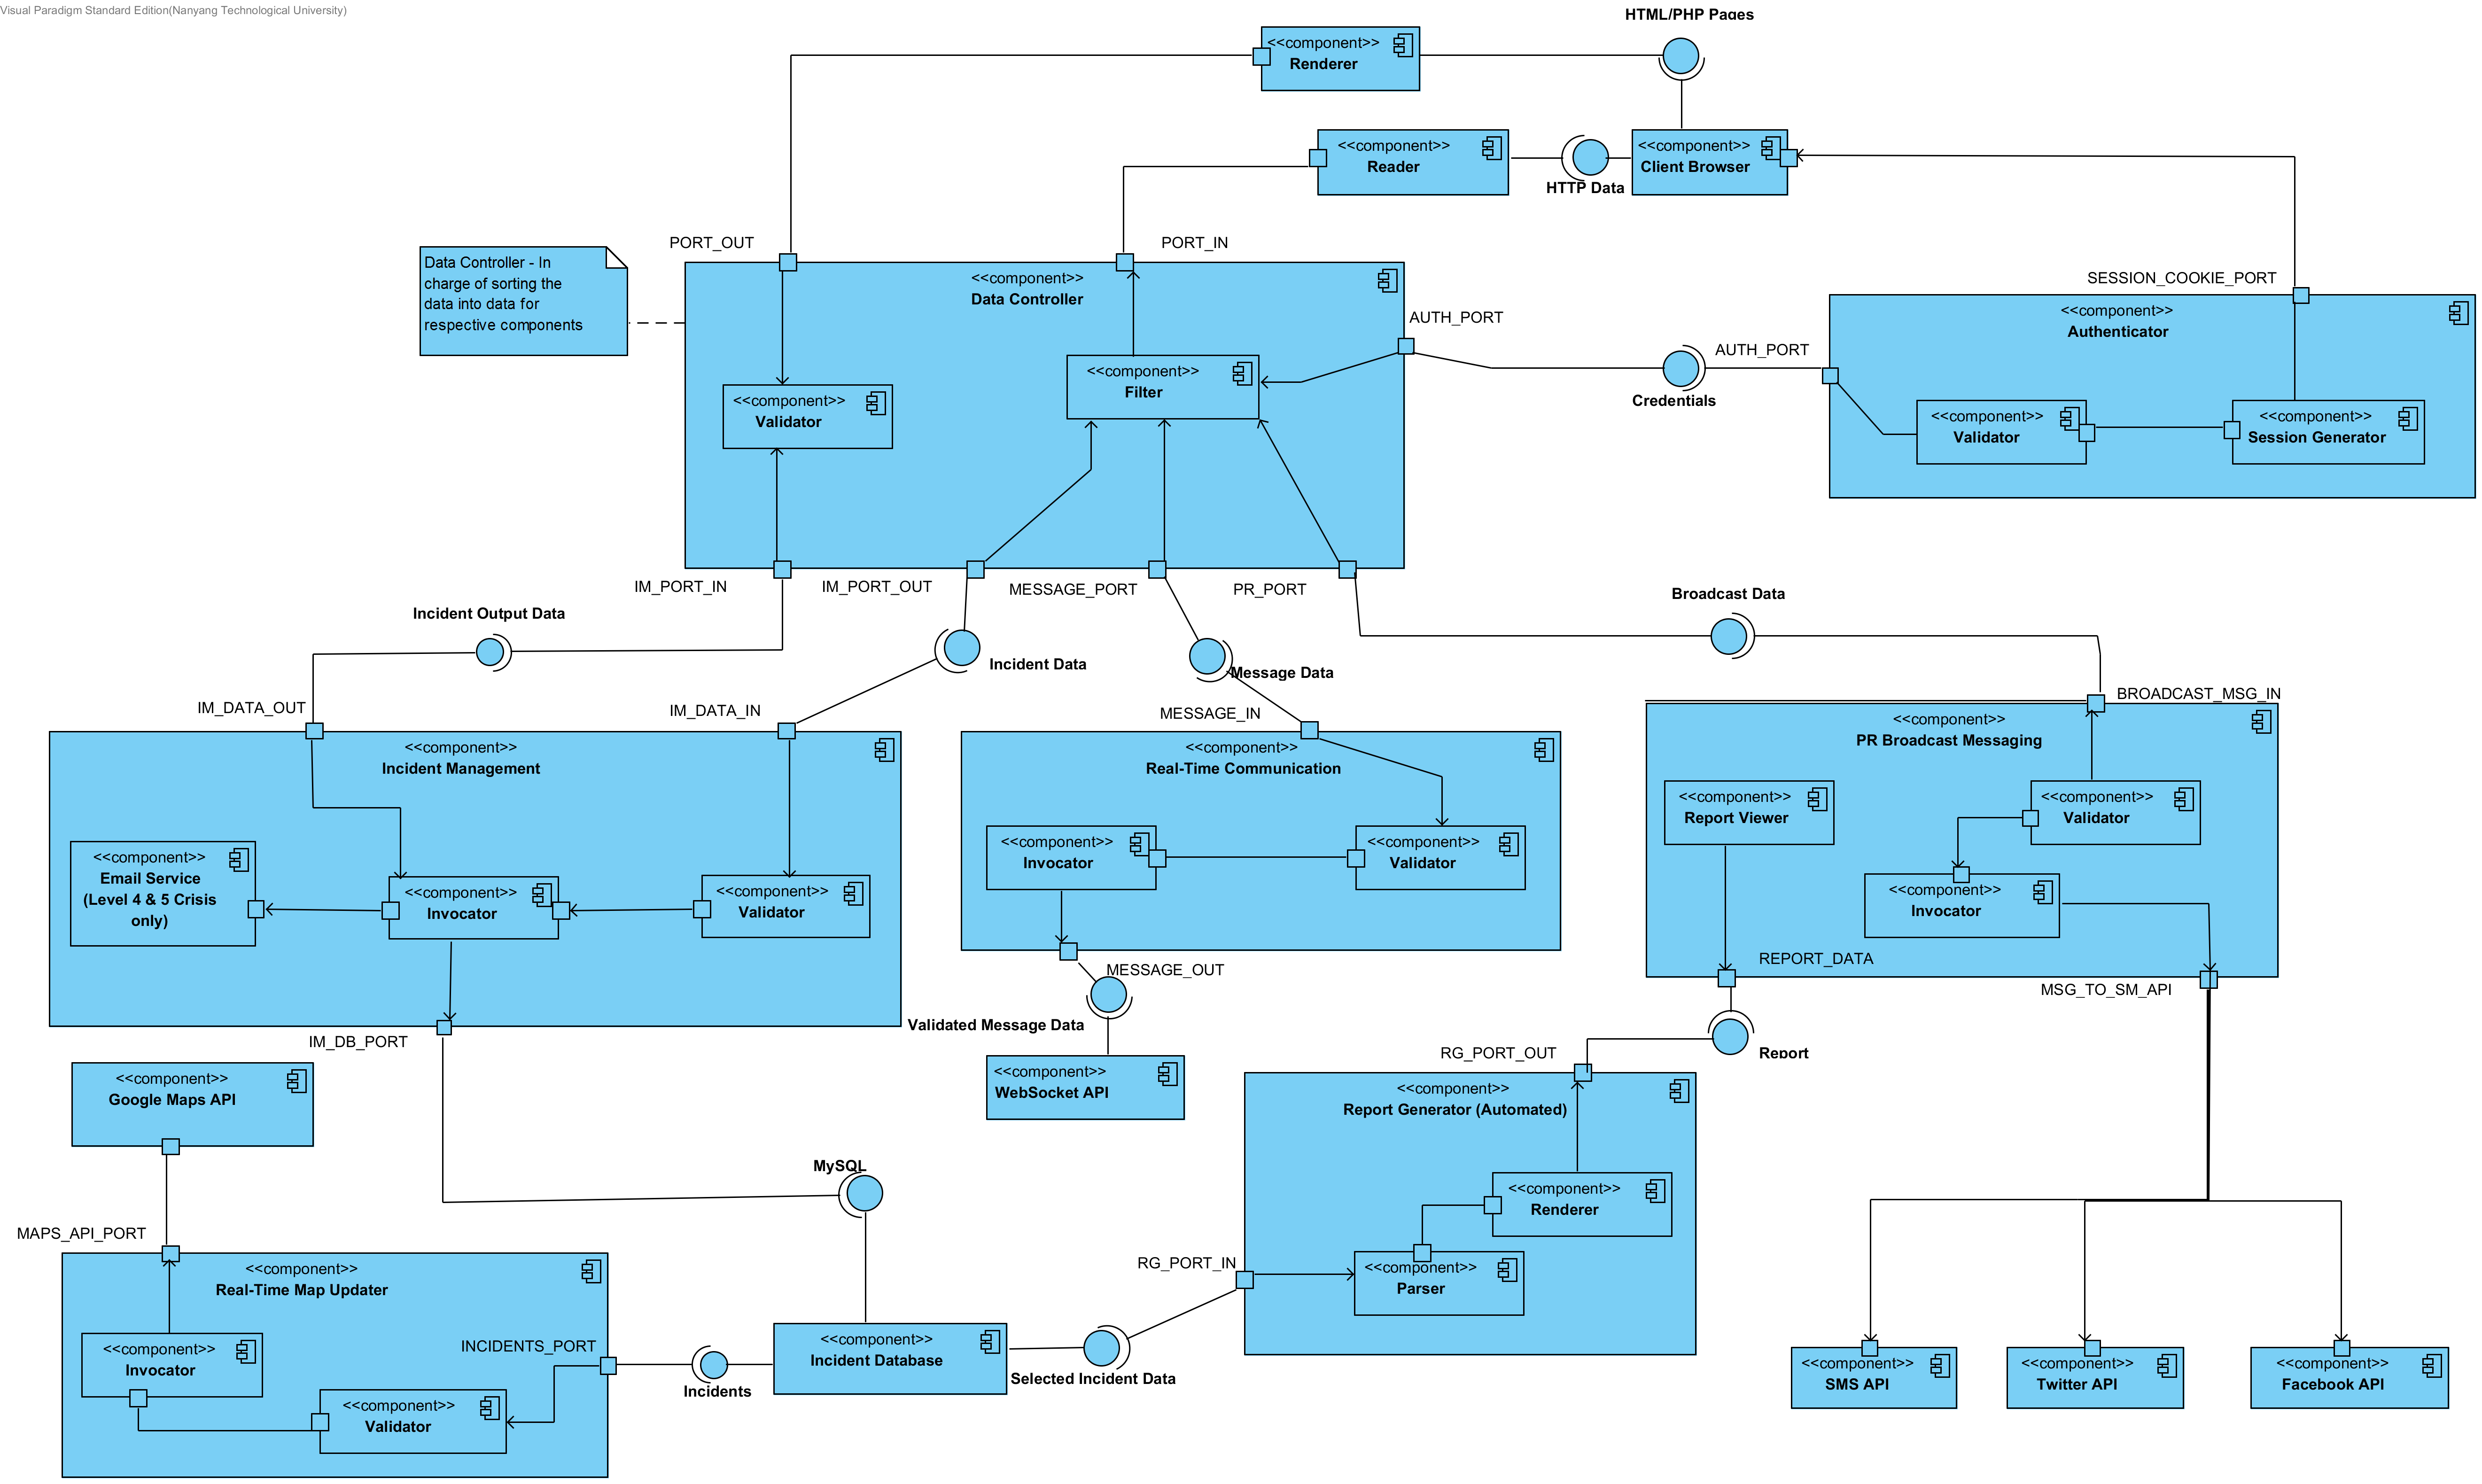 Visual Paradigm Standard Edition(Nanyang Technological University)
HTML/PHP Pages
<<component>>
Renderer
<<component>>
Reader
HTTP Data
<<component>>
Client Browser
PORT_OUT
PORT_IN
Data Controller - In
charge of sorting the
data into data for
respective components
<<component>>
Data Controller
<<component>>
Validator
<<component>>
Filter
AUTH_PORT
Credentials
AUTH_PORT
SESSION_COOKIE_PORT
<<component>>
Authenticator
<<component>>
Validator
<<component>>
Session Generator
IM_PORT_IN
IM_PORT_OUT
MESSAGE_PORT
PR_PORT
Incident Output Data
Incident Data
Message Data
Broadcast Data
IM_DATA_OUT
IM_DATA_IN
<<component>>
Incident Management
<<component>>
Email Service
(Level 4 & 5 Crisis
only)
<<component>>
Invocator
<<component>>
Validator
IM_DB_PORT
MESSAGE_IN
<<component>>
Real-Time Communication
<<component>>
Invocator
<<component>>
Validator
MESSAGE_OUT
Validated Message Data
<<component>>
WebSocket API
BROADCAST_MSG_IN
<<component>>
PR Broadcast Messaging
<<component>>
Report Viewer
<<component>>
Validator
<<component>>
Invocator
REPORT_DATA
MSG_TO_SM_API
Report
<<component>>
Google Maps API
MAPS_API_PORT
<<component>>
Real-Time Map Updater
<<component>>
Invocator
<<component>>
Validator
INCIDENTS_PORT
Incidents
MySQL
<<component>>
Incident Database
Selected Incident Data
RG_PORT_IN
RG_PORT_OUT
<<component>>
Report Generator (Automated)
<<component>>
Renderer
<<component>>
Parser
<<component>>
SMS API
<<component>>
Twitter API
<<component>>
Facebook API